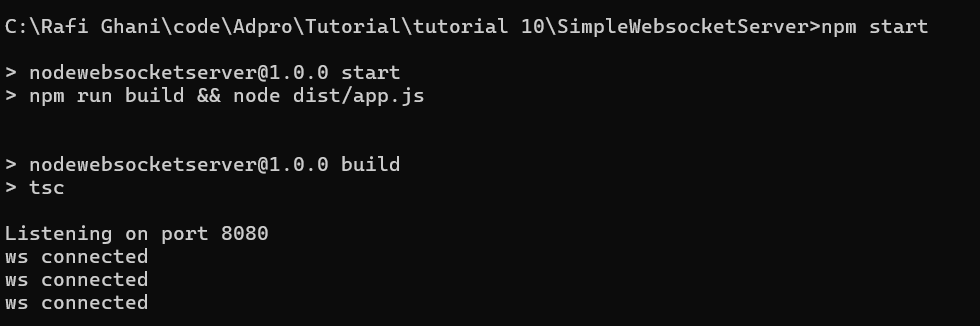 C:\Rafi Ghani\code\Adpro\Tutorial\tutorial 10\SimpleWebsocketServer>npm start
> nodewebsocketserver@1.0.0 start
> npm run build && node dist/app.js
> nodewebsocketserver@1.0.0 build
> tsc
Listening on port 8080
ws connected
ws connected
ws connected